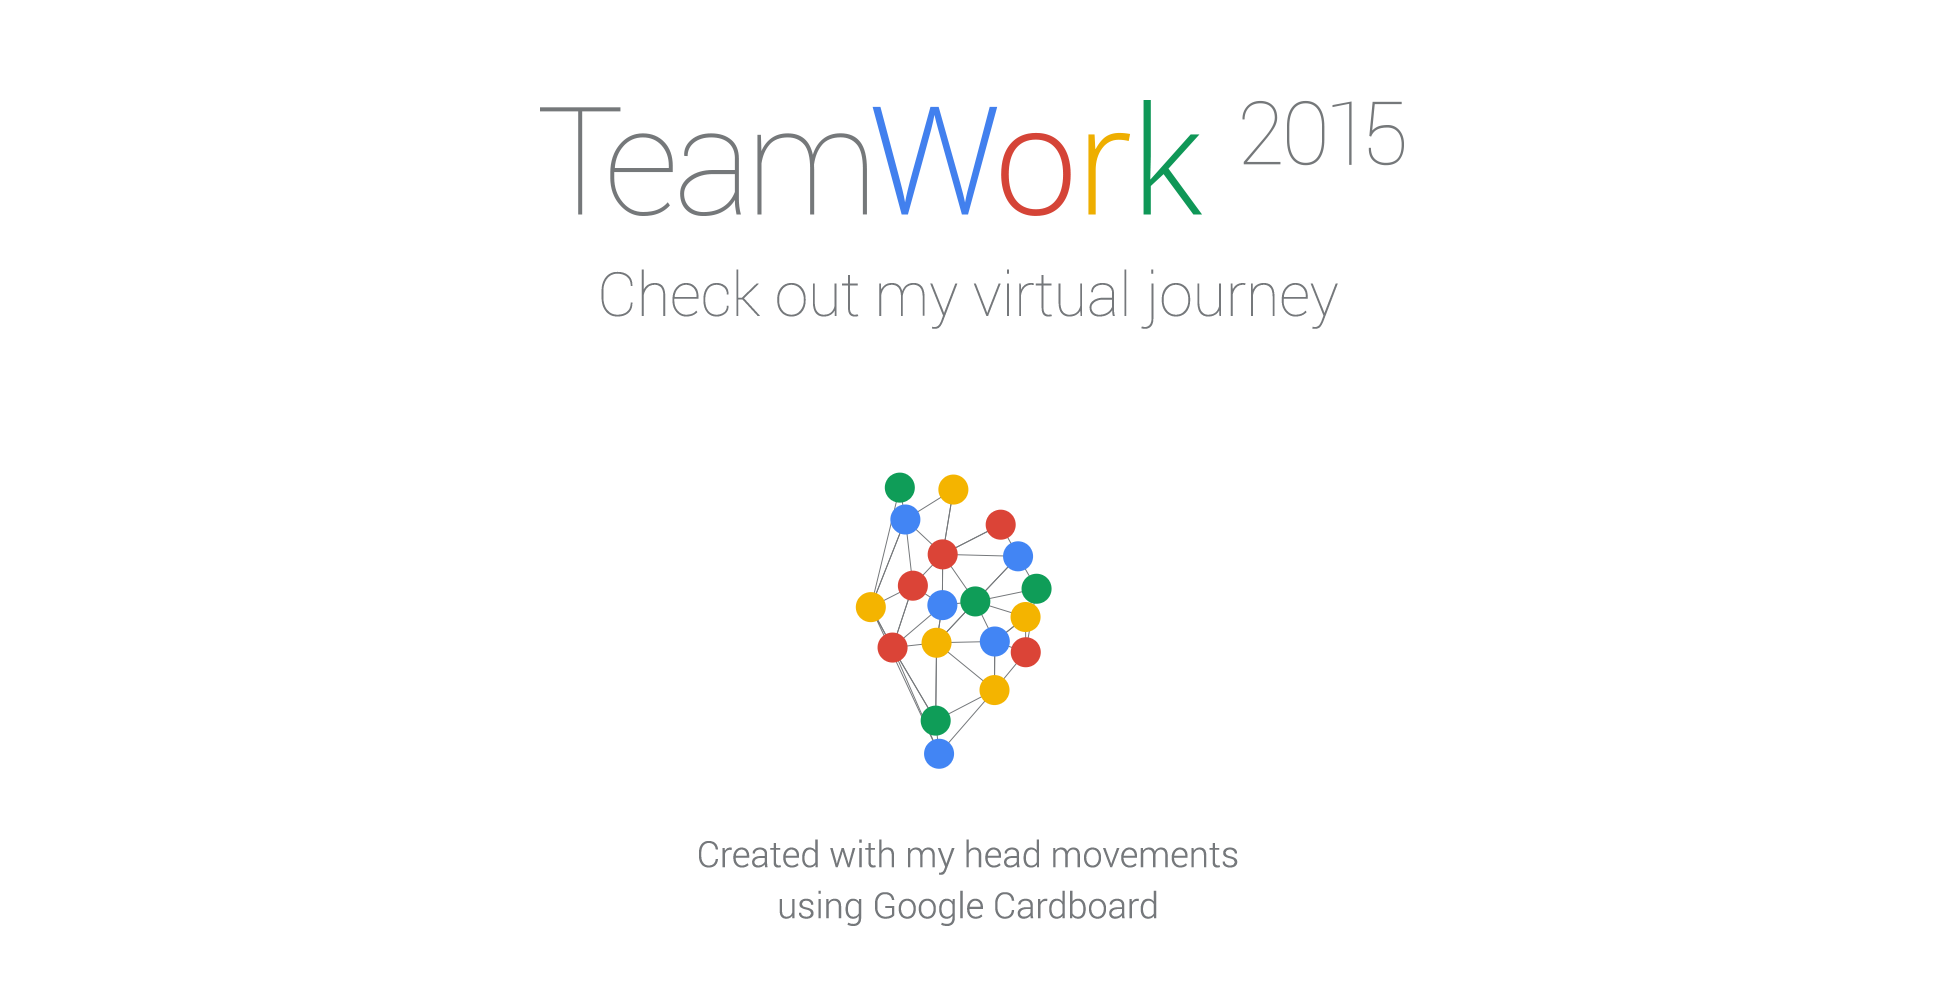 TeamWork 2015
Check out my virtual journey
Created with my head movements
using Google Cardboard